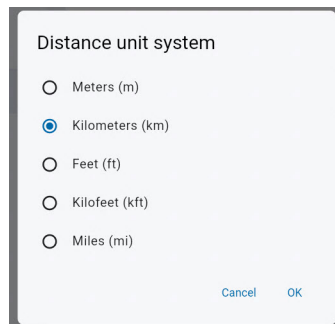 Distance unit system
Meters (m)
Kilometers (km)
Feet (ft)
Kilofeet (kft)
Miles (mi)
Cancel OK